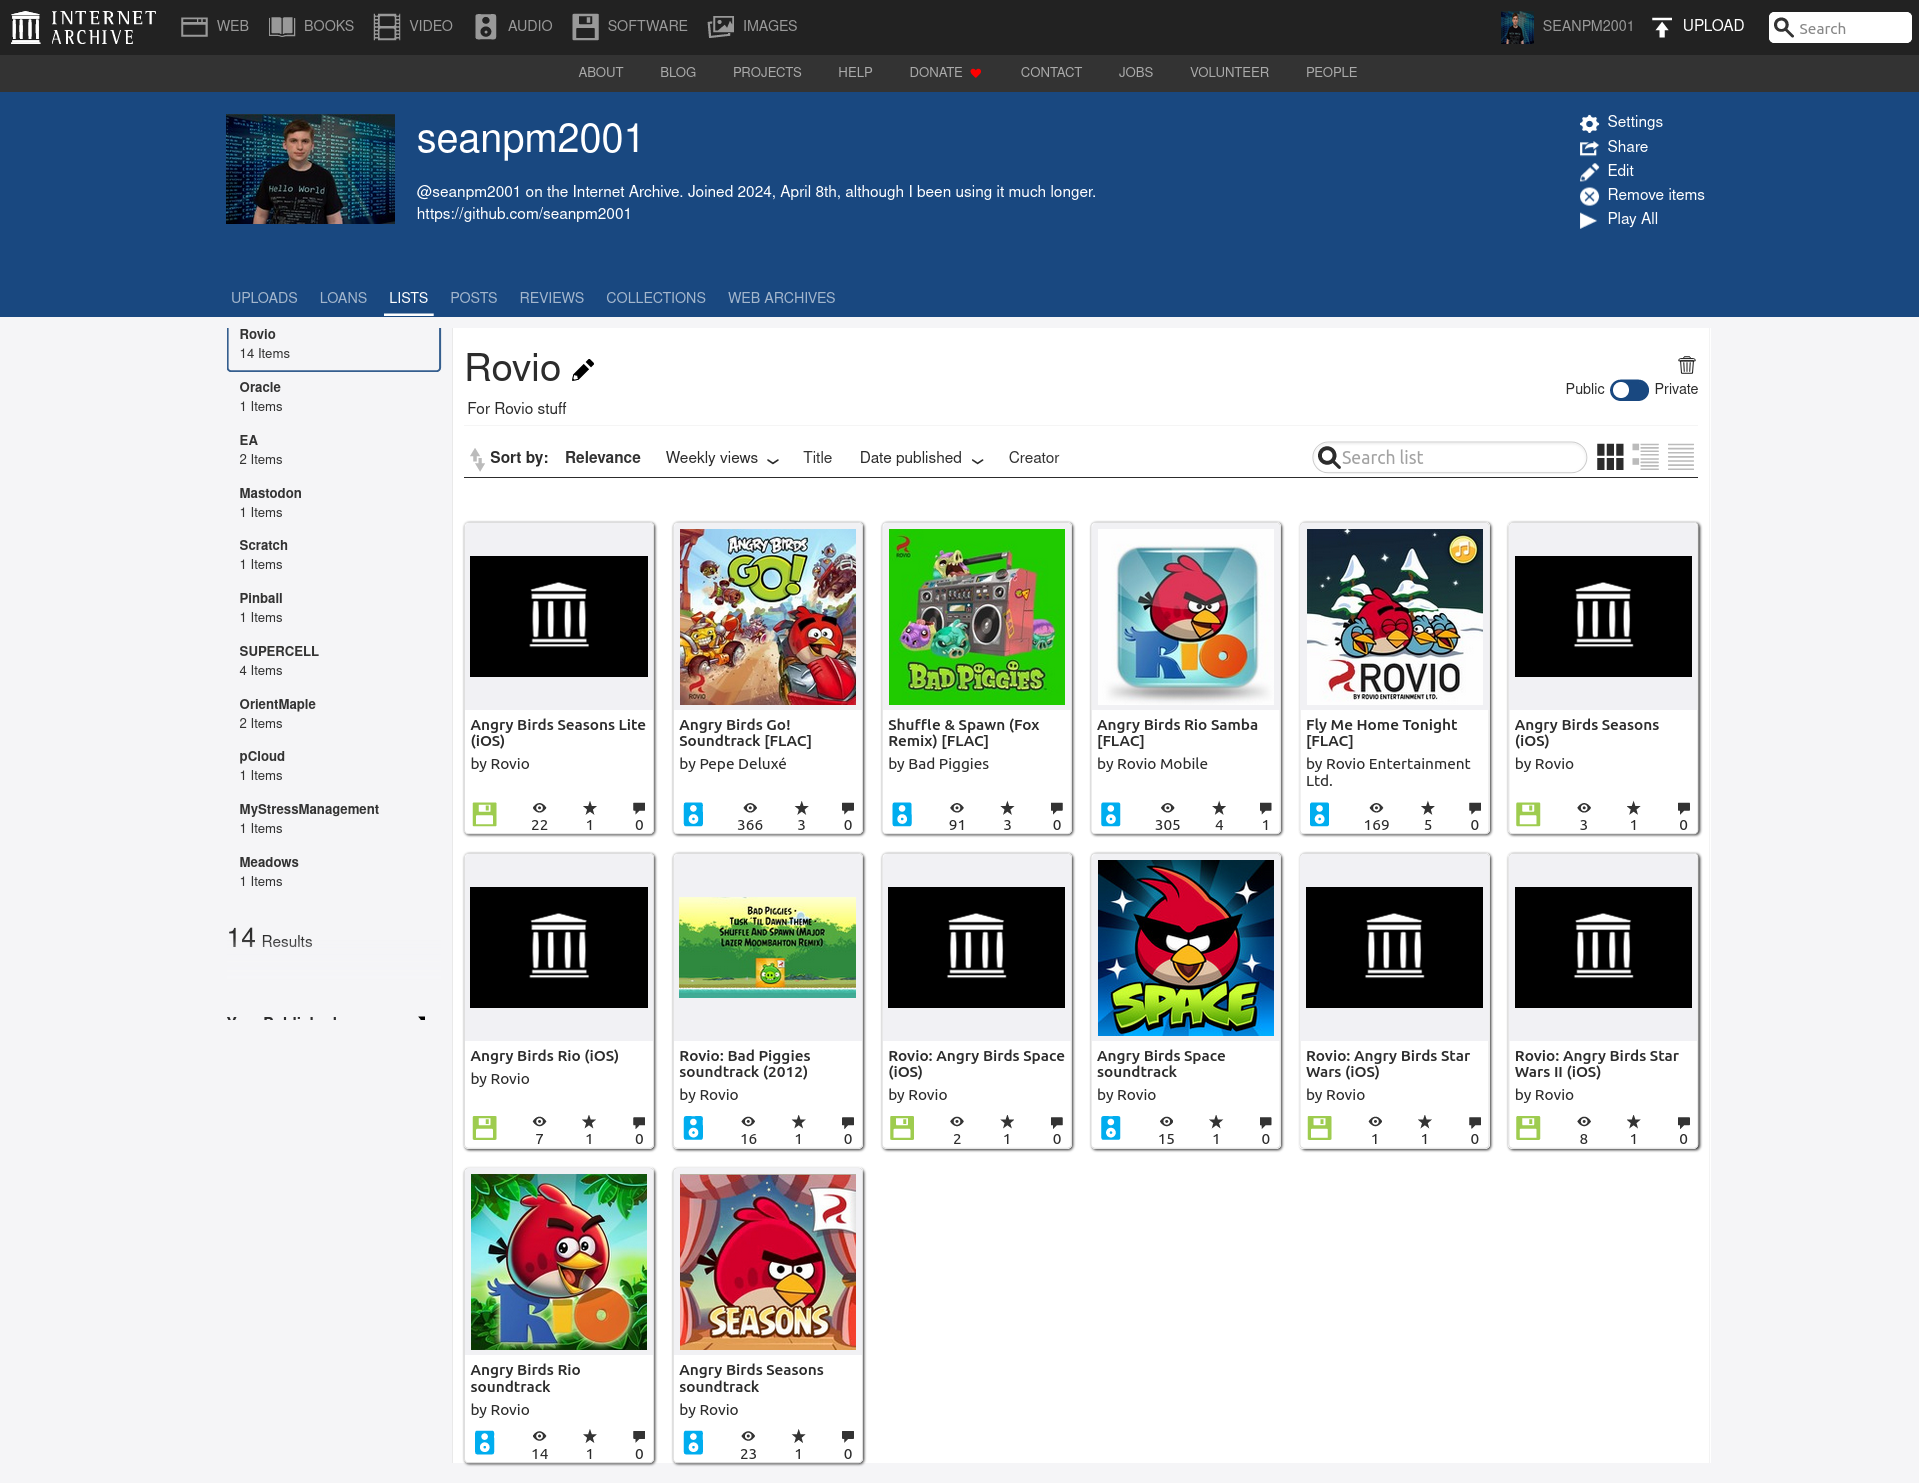 INTERNET ARCHIVE
WEB BOOKS VIDEO AUDIO SOFTWARE IMAGES
SEANPM2001 UPLOAD Search
ABOUT BLOG PROJECTS HELP DONATE CONTACT JOBS VOLUNTEER PEOPLE
Hello World
seanpm2001
@seanpm2001 on the Internet Archive. Joined 2024, April 8th, although I been using it much longer.
https://github.com/seanpm2001
Settings
Share
Edit
Remove items
Play All
UPLOADS LOANS LISTS POSTS REVIEWS COLLECTIONS WEB ARCHIVES
Rovio
14 Items
Oracle
1 Items
EA
2 Items
Mastodon
1 Items
Scratch
1 Items
Pinball
1 Items
SUPERCELL
4 Items
OrientMaple
2 Items
pCloud
1 Items
MyStressManagement
1 Items
Meadows
1 Items
14 Results
Rovio
For Rovio stuff
Public Private
Sort by: Relevance Weekly views Title Date published Creator
Search list
Angry Birds Seasons Lite
(iOS)
by Rovio
22 1 0
ANGRY BIRDS
GO!
ROVIO
Angry Birds Go!
Soundtrack [FLAC]
by Pepe Deluxé
366 3 0
ROVIO
BAD PIGGIES
Shuffle & Spawn (Fox
Remix) [FLAC]
by Bad Piggies
91 3 0
RIO
Angry Birds Rio Samba
[FLAC]
by Rovio Mobile
305 4 1
ROVIO
BY ROVIO ENTERTAINMENT LTD.
Fly Me Home Tonight
[FLAC]
by Rovio Entertainment
Ltd.
169 5 0
Angry Birds Seasons
(iOS)
by Rovio
3 1 0
Angry Birds Rio (iOS)
by Rovio
7 1 0
BAD PIGGIES -
TUSK 'TIL DAWN THEME -
SHUFFLE AND SPAWN (MAJOR
LAZER MOOMBAHTON REMIX)
Rovio: Bad Piggies
soundtrack (2012)
by Rovio
16 1 0
Rovio: Angry Birds Space
(iOS)
by Rovio
2 1 0
SPACE
Angry Birds Space
soundtrack
by Rovio
15 1 0
Rovio: Angry Birds Star
Wars (iOS)
by Rovio
1 1 0
Rovio: Angry Birds Star
Wars II (iOS)
by Rovio
8 1 0
RIO
Angry Birds Rio
soundtrack
by Rovio
14 1 0
SEASONS
Angry Birds Seasons
soundtrack
by Rovio
23 1 0